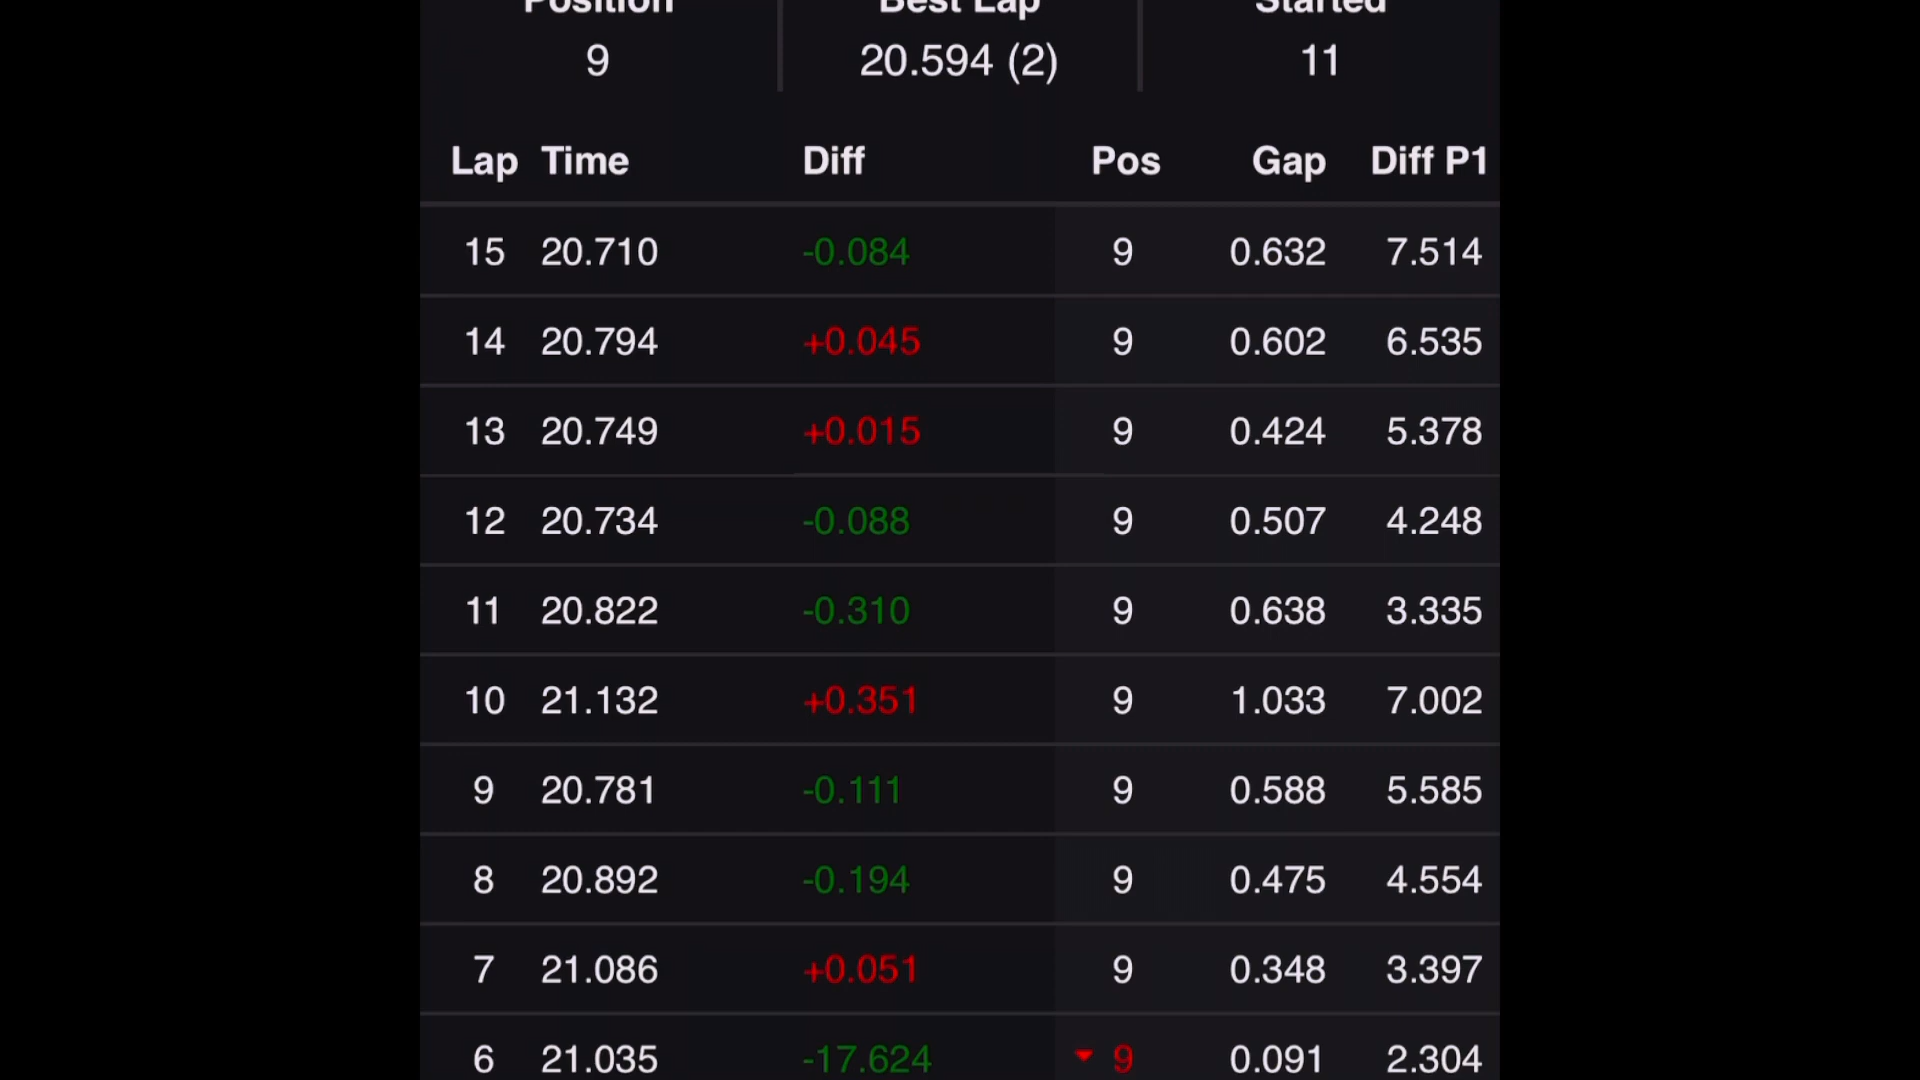 Position Best Lap Started
9 20.594 (2) 11
Lap Time Diff Pos Gap Diff P1
15 20.710 -0.084 9 0.632 7.514
14 20.794 +0.045 9 0.602 6.535
13 20.749 +0.015 9 0.424 5.378
12 20.734 -0.088 9 0.507 4.248
11 20.822 -0.310 9 0.638 3.335
10 21.132 +0.351 9 1.033 7.002
9 20.781 -0.111 9 0.588 5.585
8 20.892 -0.194 9 0.475 4.554
7 21.086 +0.051 9 0.348 3.397
6 21.035 -17.624 9 0.091 2.304